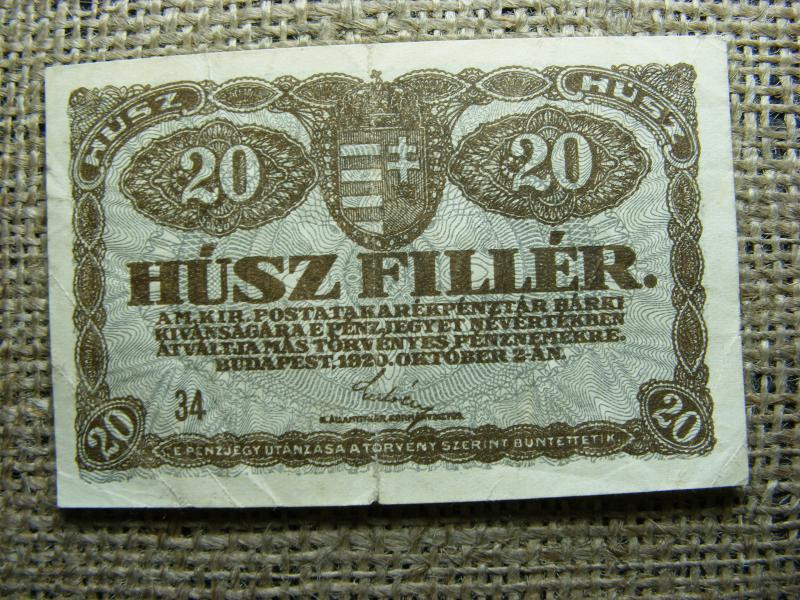 HÚSZ HÚSZ
20 20
HÚSZ FILLÉR.
A M. KIR. POSTATAKARÉKPÉNZTÁR BÁRKI
KIVÁNSÁGÁRA E PÉNZJEGYET NÉVÉRTÉKBEN
ÁTVÁLTJA MÁS TÖRVÉNYES PÉNZNEMEKRE.
BUDAPEST, 1920. OKTÓBER 2-ÁN.
34
20 20
E PÉNZJEGY UTÁNZÁSA A TÖRVÉNY SZERINT BÜNTETTETIK.